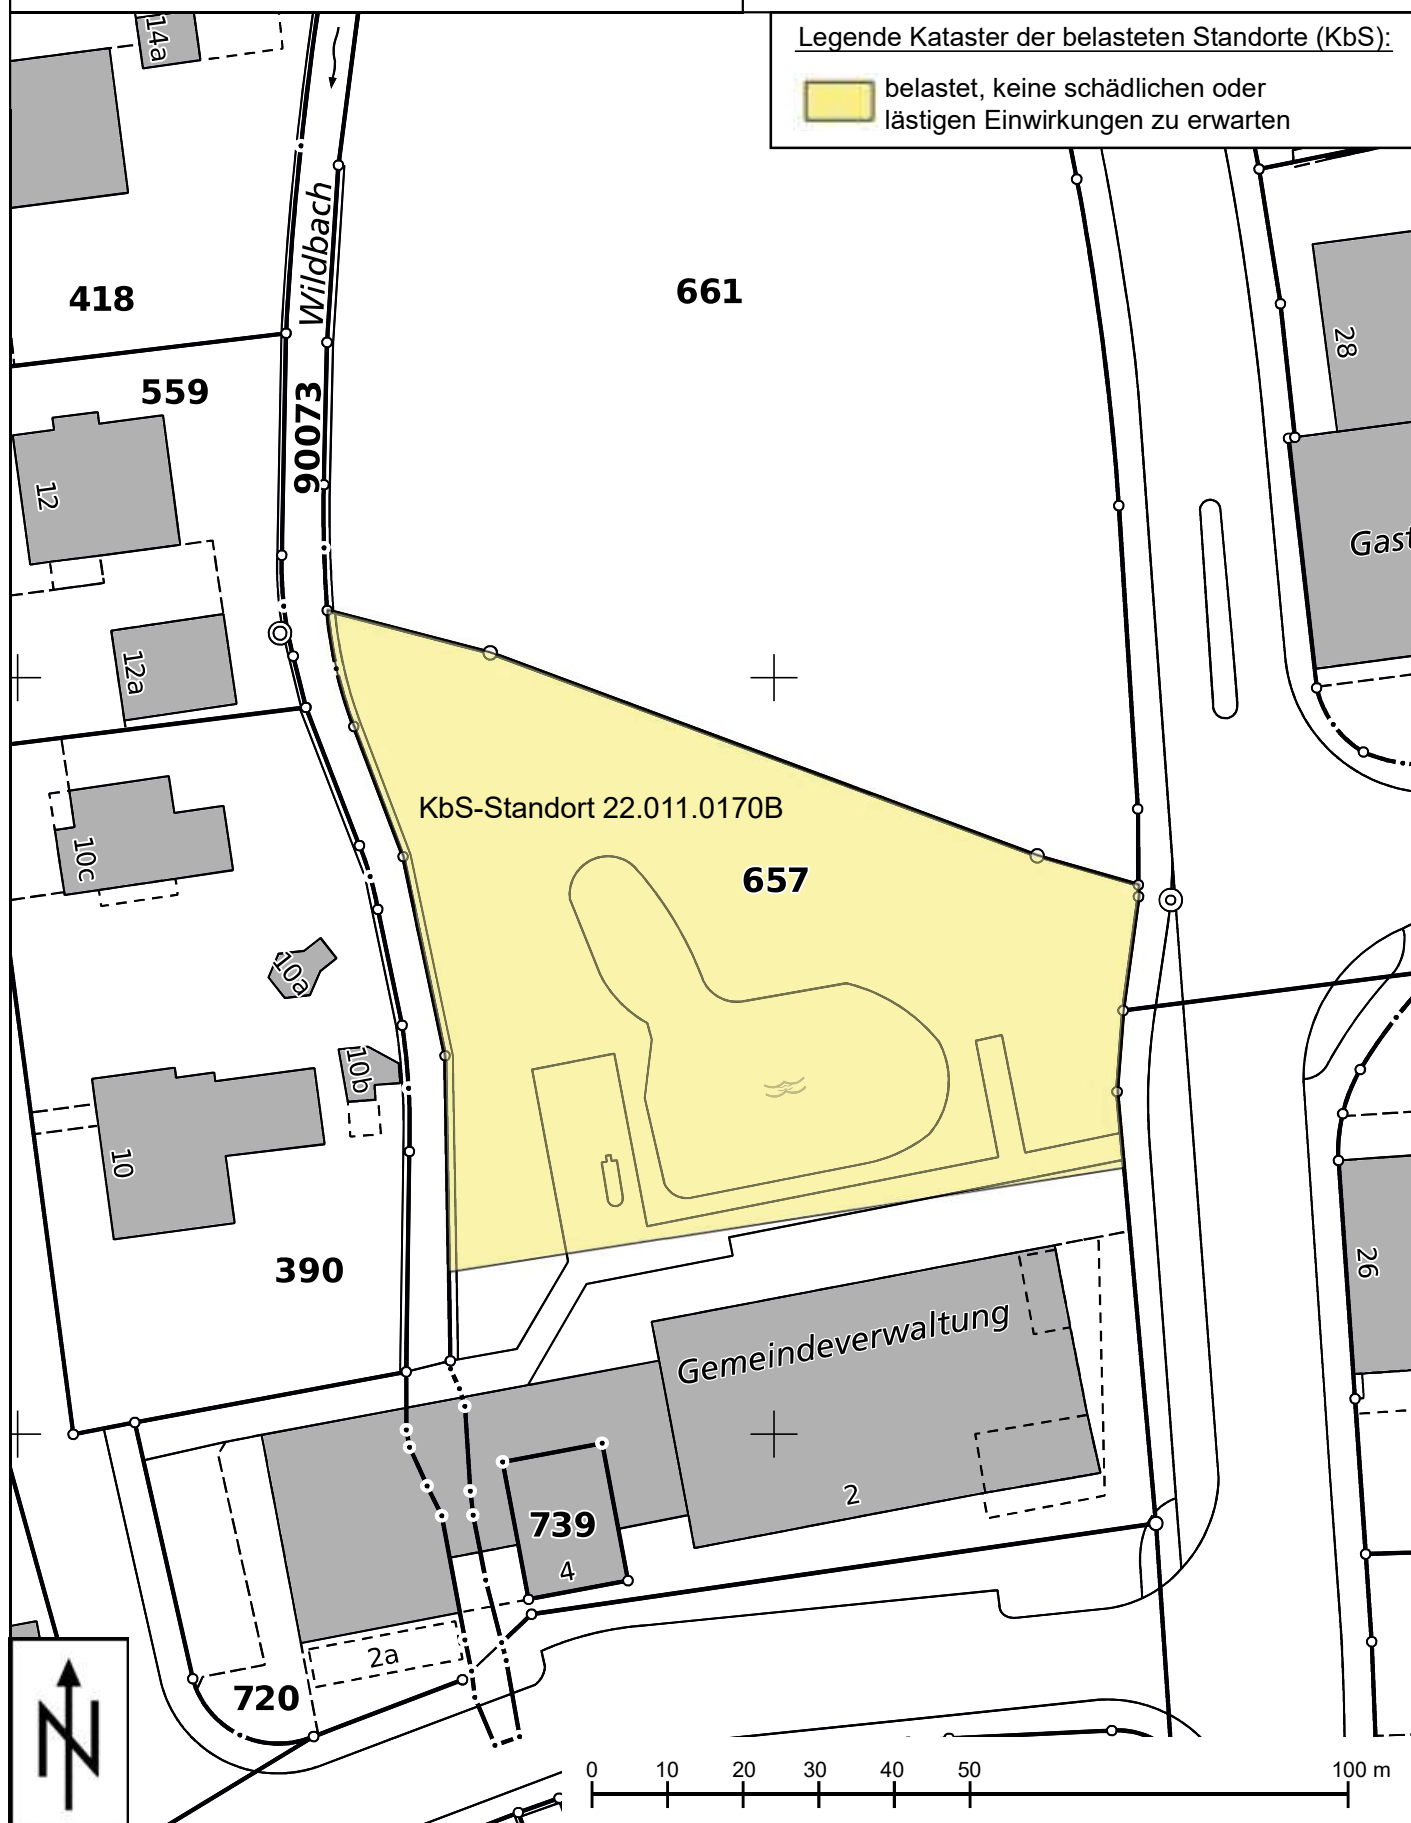 Legende Kataster der belasteten Standorte (KbS):
belastet, keine schädlichen oder
lästigen Einwirkungen zu erwarten
14a
Wildbach
418
661
559
90073
28
12
Gast
12a
KbS-Standort 22.011.0170B
657
10c
10a
10b
10
390
26
Gemeindeverwaltung
2
739
4
2a
720
N
0 10 20 30 40 50 100 m